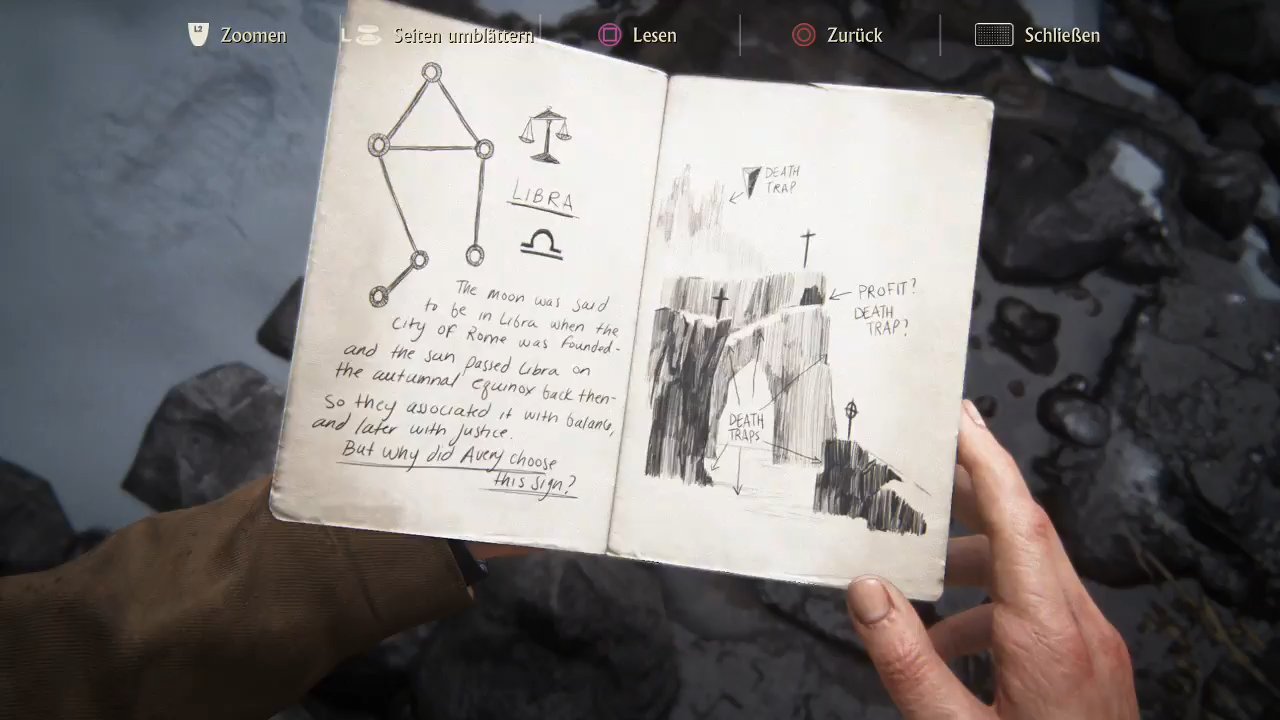 L2 Zoomen
L Seiten umblättern
Lesen
Zurück
Schließen
LIBRA
The moon was said
to be in Libra when the
City of Rome was founded-
and the sun passed Libra on
the autumnal equinox back then-
So they associated it with balance,
and later with justice.
But why did Avery choose
this sign?
DEATH
TRAP
PROFIT?
DEATH
TRAP?
DEATH
TRAPS